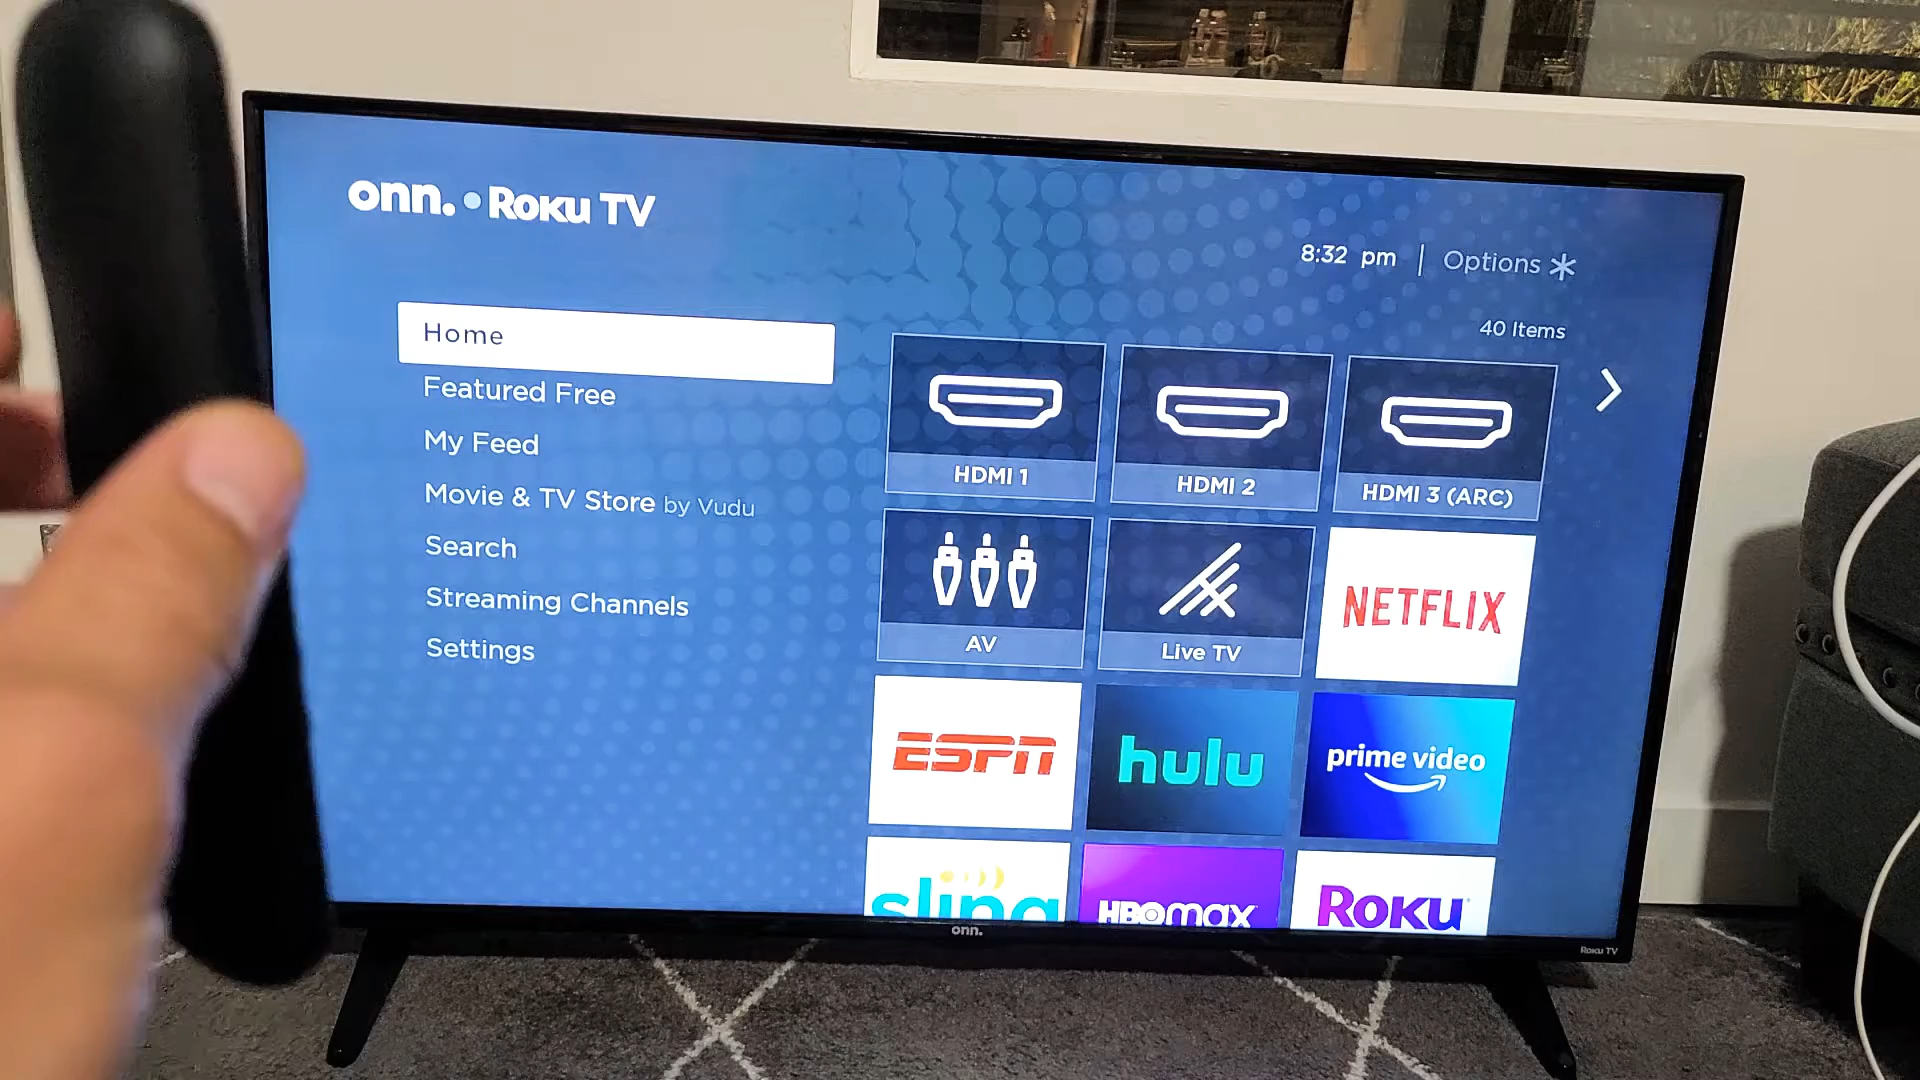 onn. • Roku TV
8:32 pm | Options *
40 Items
Home
Featured Free
My Feed
Movie & TV Store by Vudu
Search
Streaming Channels
Settings
HDMI 1
HDMI 2
HDMI 3 (ARC)
AV
Live TV
NETFLIX
ESPN
hulu
prime video
sling
HBOmax
Roku
onn.
Roku TV